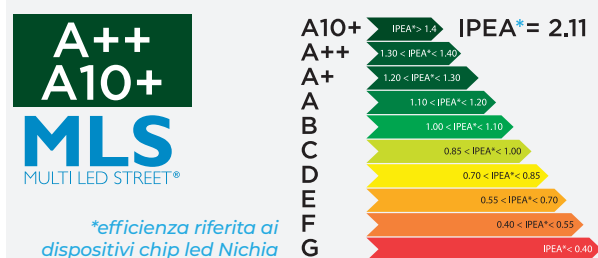 A++
A10+
MLS
MULTI LED STREET®
*efficienza riferita ai
dispositivi chip led Nichia
IPEA*= 2.11
A10+ IPEA*> 1.4
A++ 1.30 < IPEA*< 1.40
A+ 1.20 < IPEA*< 1.30
A 1.10 < IPEA*< 1.20
B 1.00 < IPEA*< 1.10
C 0.85 < IPEA*< 1.00
D 0.70 < IPEA*< 0.85
E 0.55 < IPEA*< 0.70
F 0.40 < IPEA*< 0.55
G IPEA*< 0.40